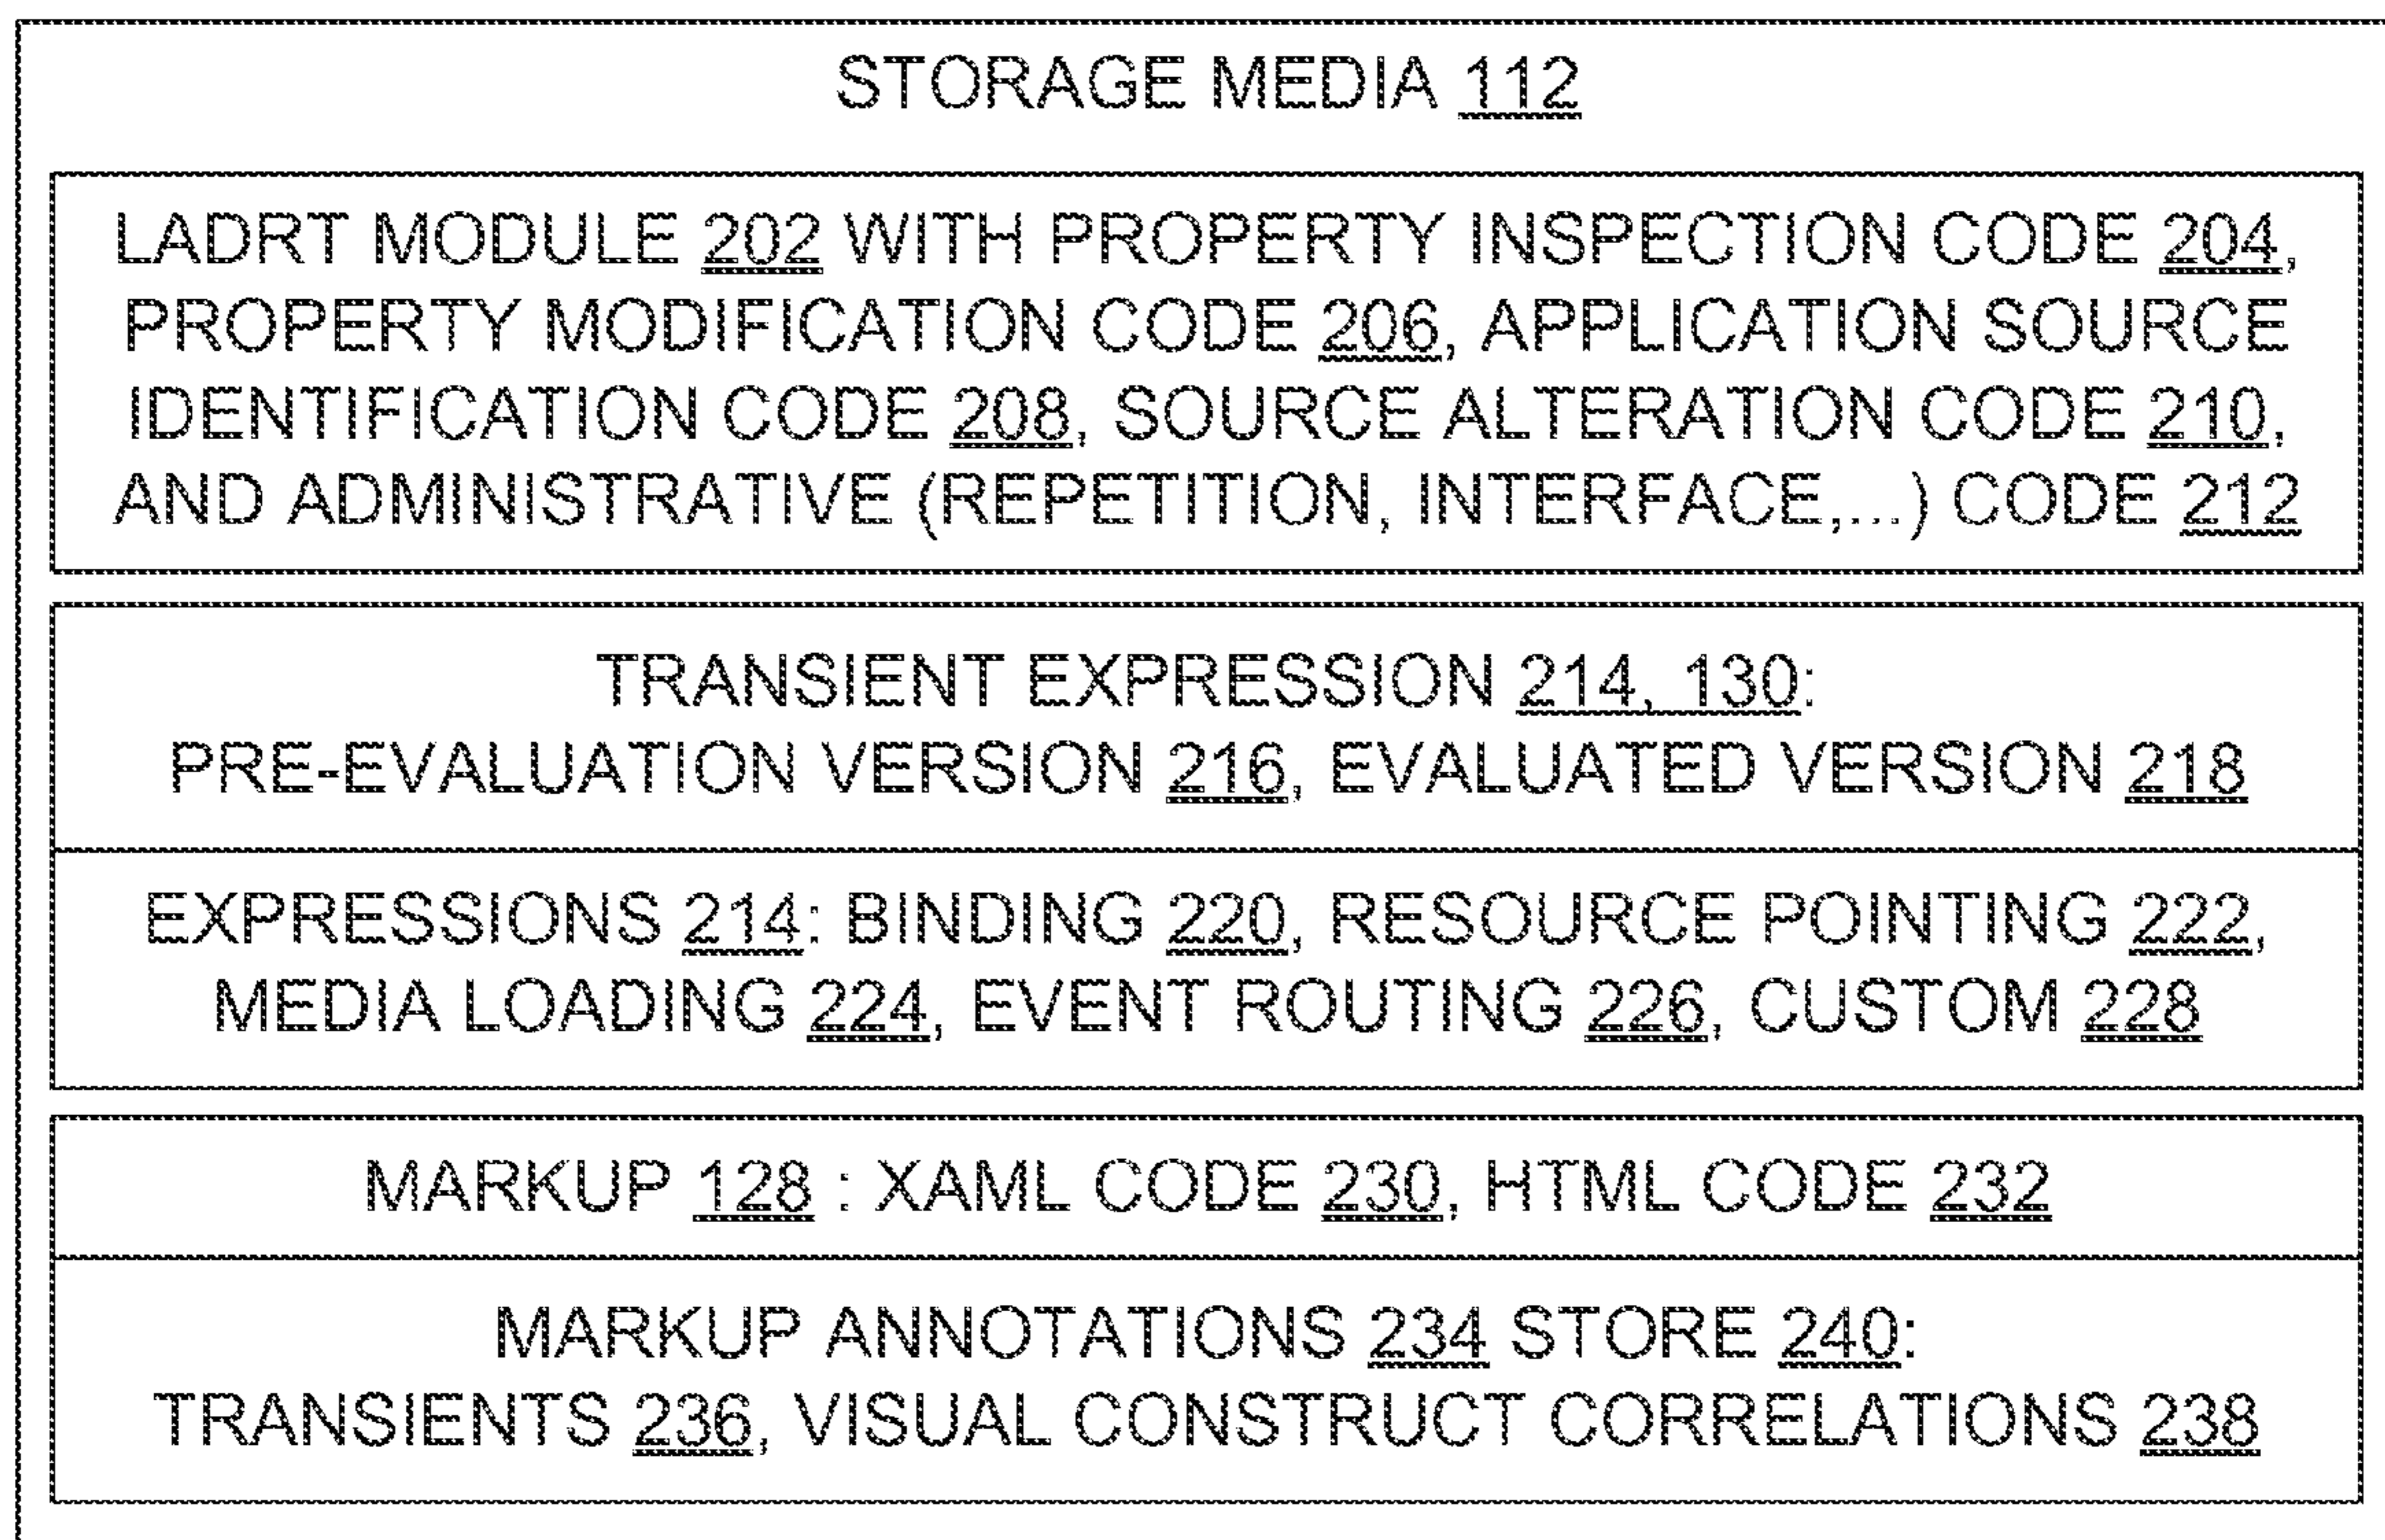 STORAGE MEDIA 112
LADRT MODULE 202 WITH PROPERTY INSPECTION CODE 204,
PROPERTY MODIFICATION CODE 206, APPLICATION SOURCE
IDENTIFICATION CODE 208, SOURCE ALTERATION CODE 210,
AND ADMINISTRATIVE (REPETITION, INTERFACE,...) CODE 212
TRANSIENT EXPRESSION 214, 130:
PRE-EVALUATION VERSION 216, EVALUATED VERSION 218
EXPRESSIONS 214: BINDING 220, RESOURCE POINTING 222,
MEDIA LOADING 224, EVENT ROUTING 226, CUSTOM 228
MARKUP 128 : XAML CODE 230, HTML CODE 232
MARKUP ANNOTATIONS 234 STORE 240:
TRANSIENTS 236, VISUAL CONSTRUCT CORRELATIONS 238